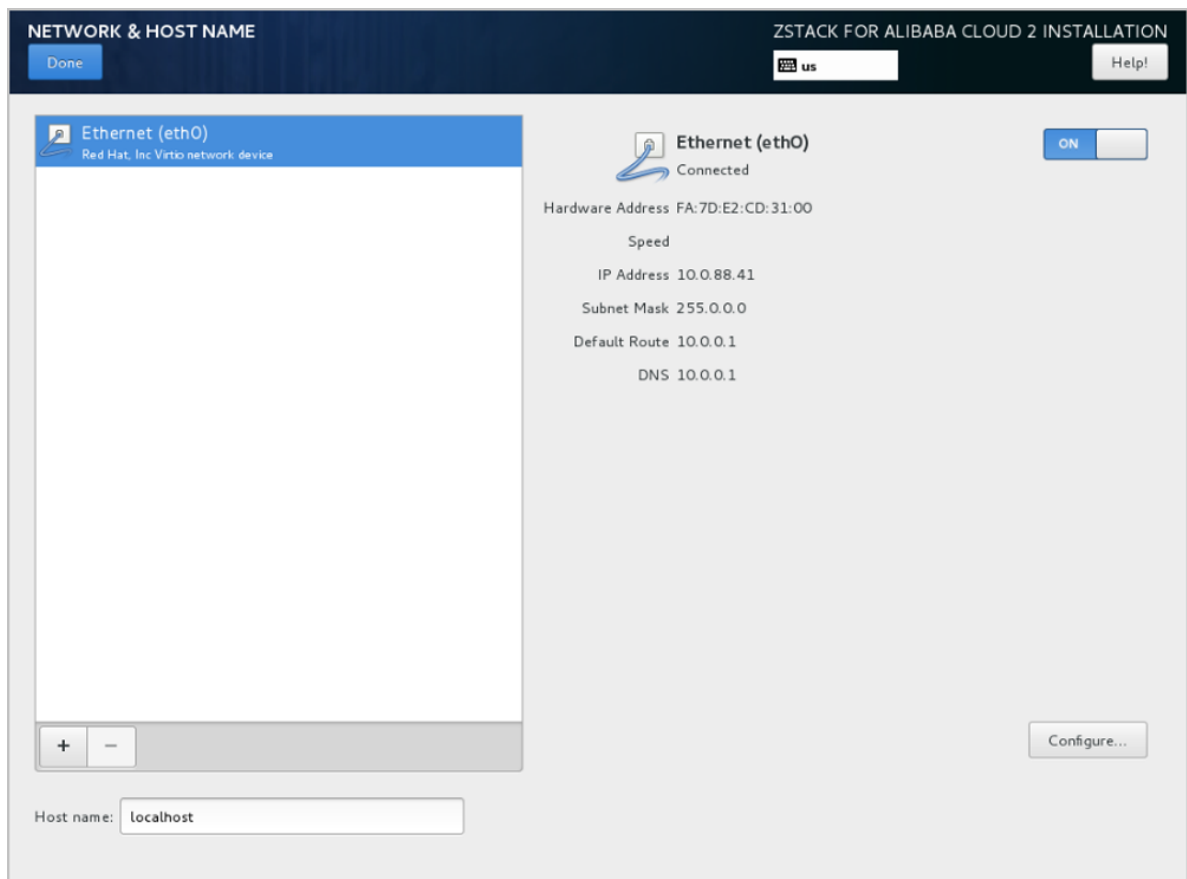 NETWORK & HOST NAME
ZSTACK FOR ALIBABA CLOUD 2 INSTALLATION
Done
us
Help!
Ethernet (eth0)
Red Hat, Inc Virtio network device
Ethernet (eth0)
Connected
ON
Hardware Address FA:7D:E2:CD:31:00
Speed
IP Address 10.0.88.41
Subnet Mask 255.0.0.0
Default Route 10.0.0.1
DNS 10.0.0.1
+ −
Configure...
Host name: localhost